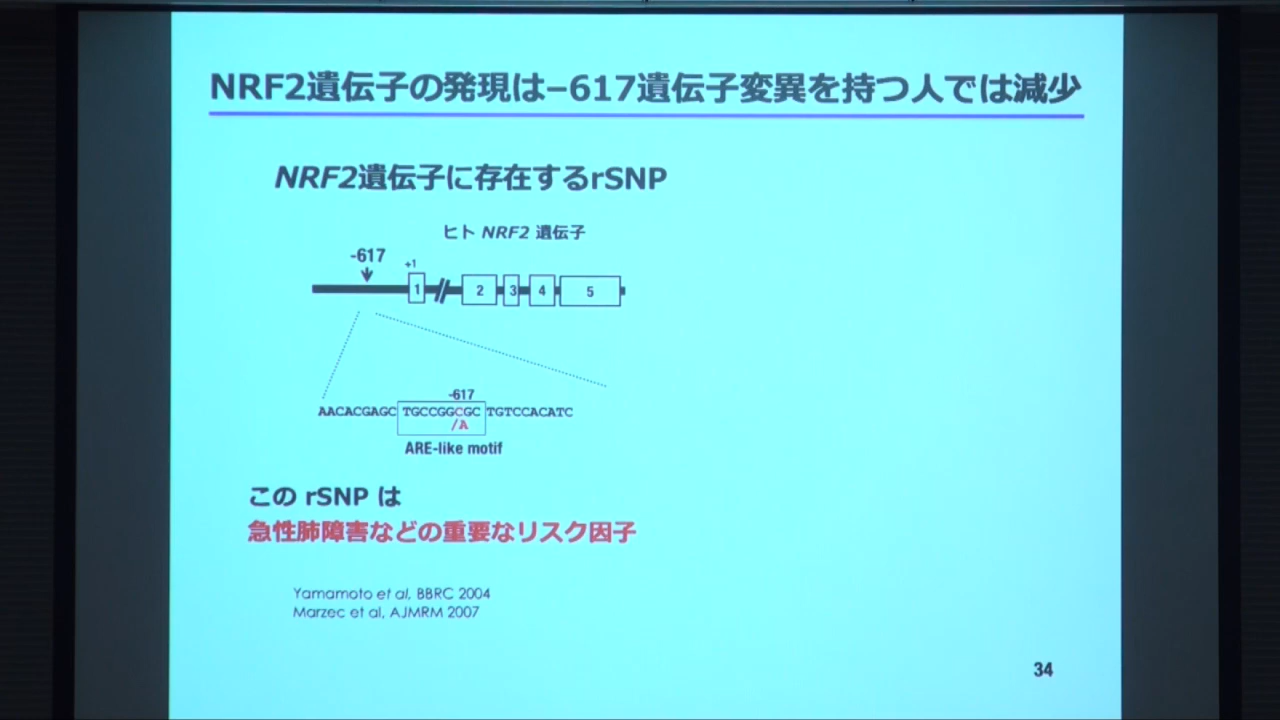 NRF2遺伝子の発現は−617遺伝子変異を持つ人では減少
NRF2遺伝子に存在するrSNP
ヒト NRF2 遺伝子
-617
+1
1 2 3 4 5
-617
AACACGAGC TGCCGGCGC TGTCCACATC
/A
ARE-like motif
この rSNP は
急性肺障害などの重要なリスク因子
Yamamoto et al, BBRC 2004
Marzec et al, AJMRM 2007
34